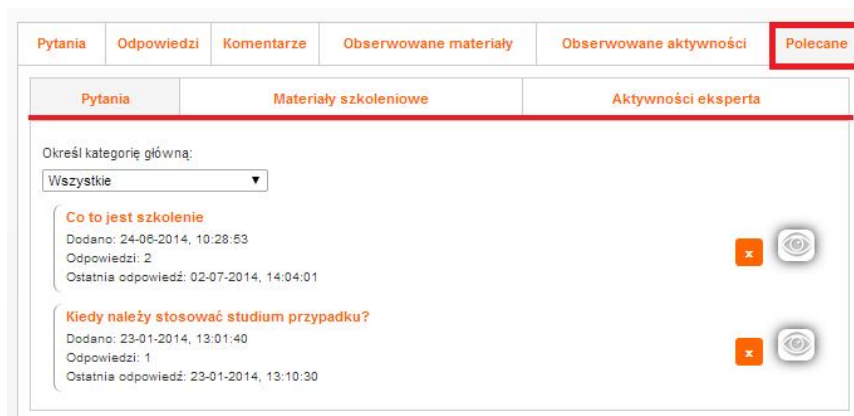 Pytania Odpowiedzi Komentarze Obserwowane materiały Obserwowane aktywności Polecane
Pytania Materiały szkoleniowe Aktywności eksperta
Określ kategorię główną:
Wszystkie
Co to jest szkolenie
Dodano: 24-06-2014, 10:28:53
Odpowiedzi: 2
x
Ostatnia odpowiedź: 02-07-2014, 14:04:01
Kiedy należy stosować studium przypadku?
Dodano: 23-01-2014, 13:01:40
Odpowiedzi: 1
x
Ostatnia odpowiedź: 23-01-2014, 13:10:30